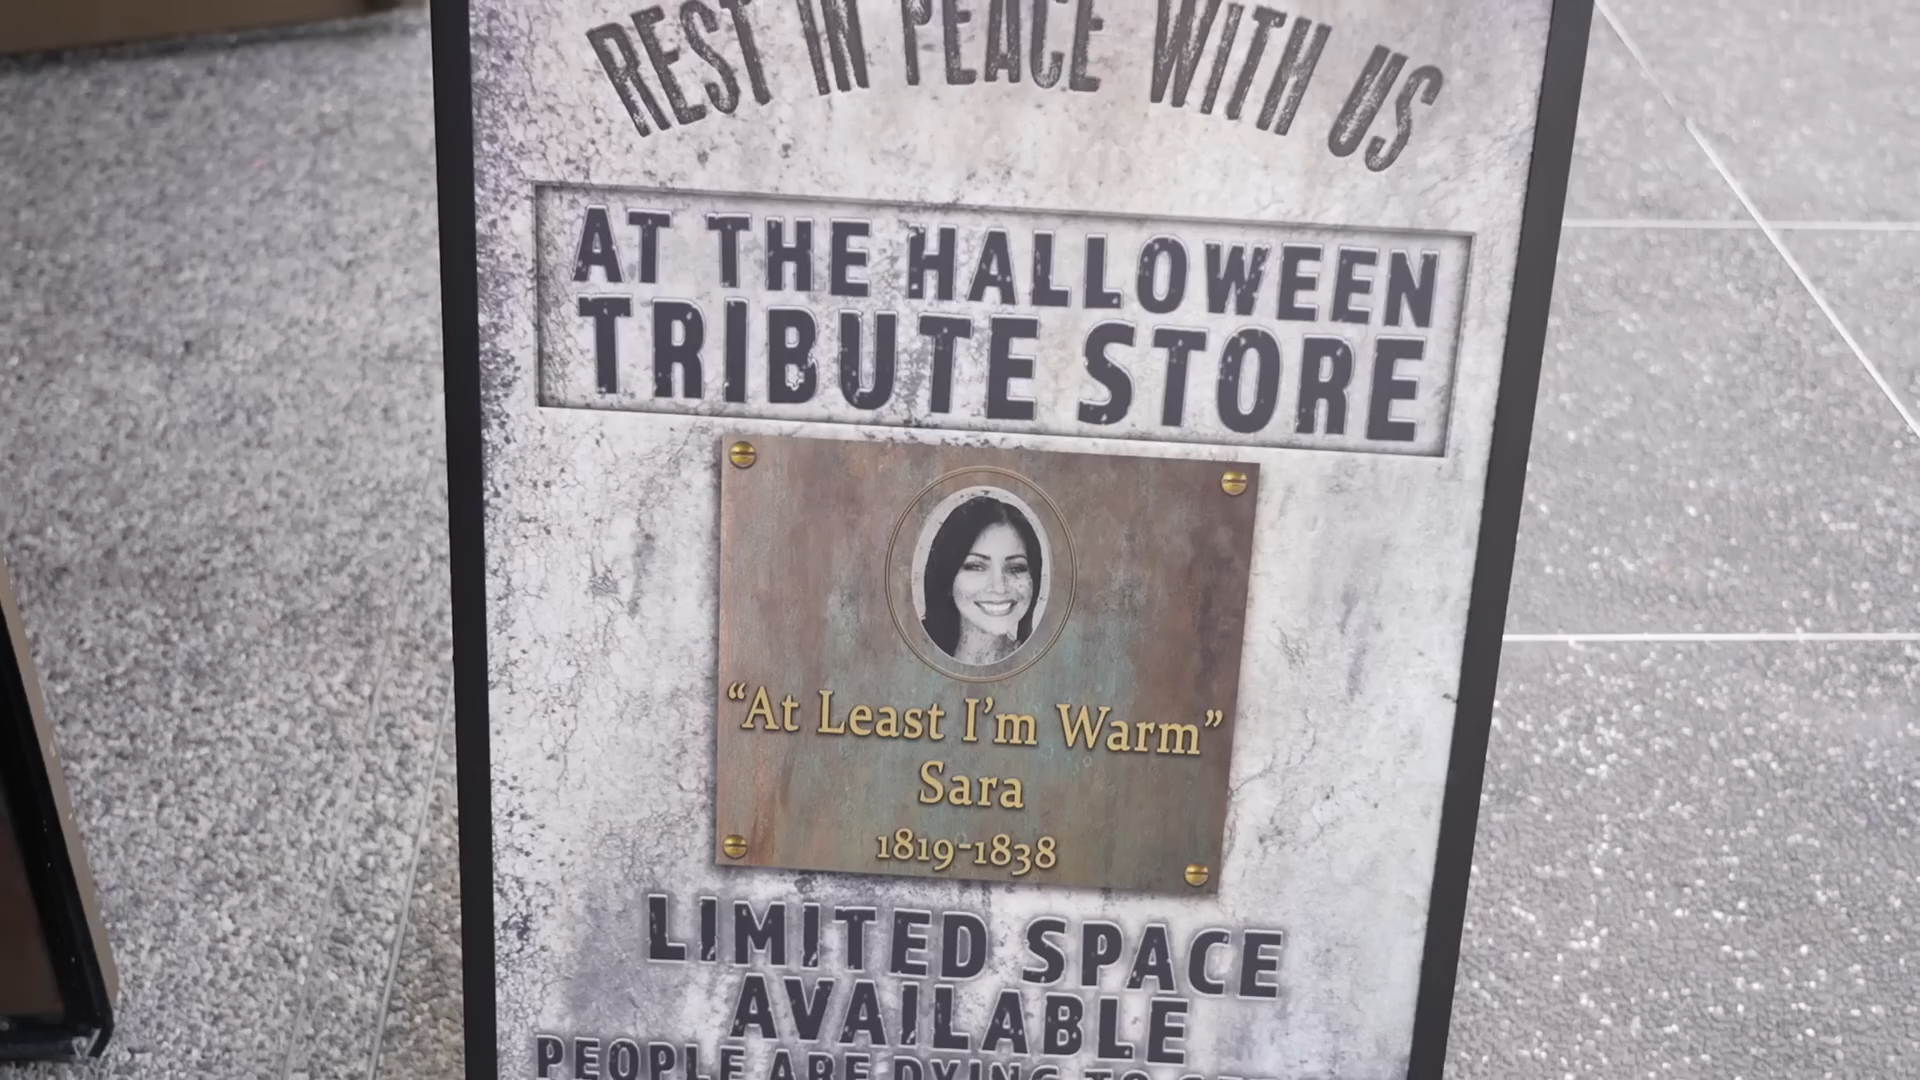 REST IN PEACE WITH US
AT THE HALLOWEEN
TRIBUTE STORE
“At Least I’m Warm”
Sara
1819-1838
LIMITED SPACE
AVAILABLE
PEOPLE ARE DYING TO